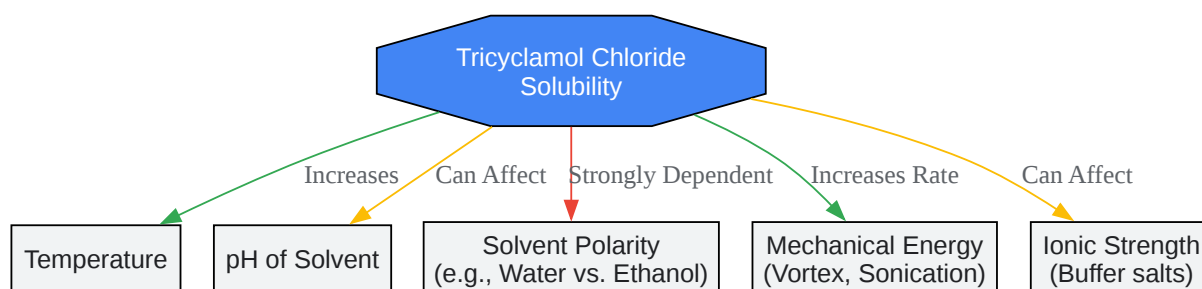 Tricyclamol Chloride
Solubility
Increases
Can Affect
Strongly Dependent
Increases Rate
Can Affect
Temperature
pH of Solvent
Solvent Polarity
(e.g., Water vs. Ethanol)
Mechanical Energy
(Vortex, Sonication)
Ionic Strength
(Buffer salts)